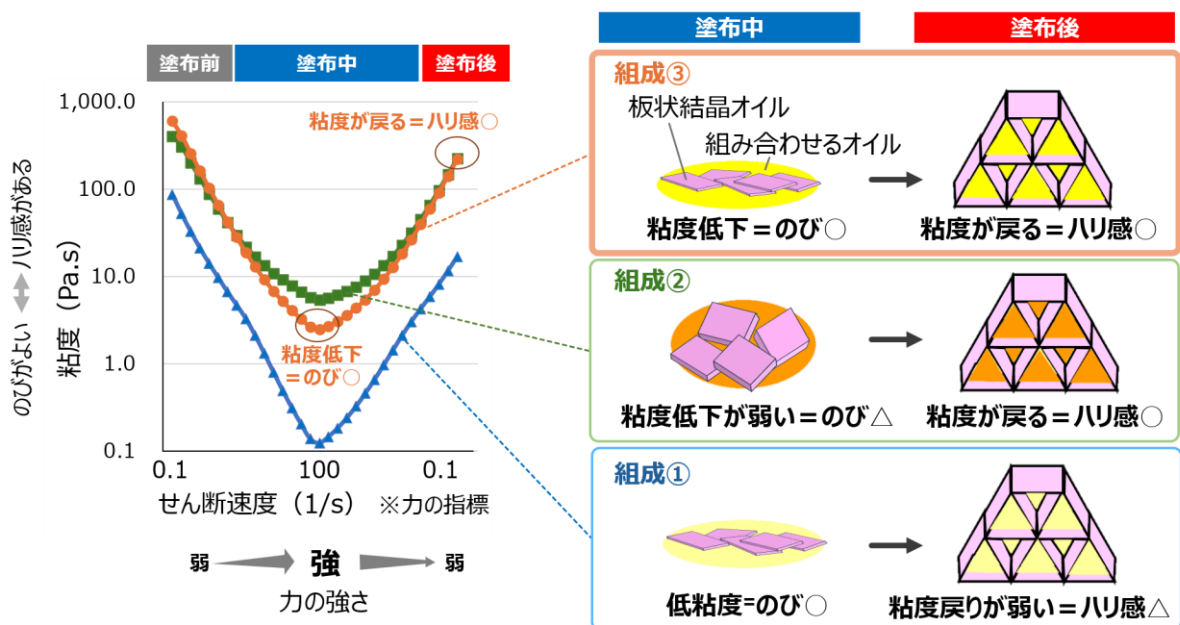 塗布前
塗布中
塗布後
1,000.0
100.0
10.0
1.0
0.1
のびがよい
ハリ感がある
粘度（Pa.s）
粘度が戻る＝ハリ感○
粘度低下
＝のび○
0.1
100
0.1
せん断速度（1/s）
※力の指標
弱
強
弱
力の強さ
塗布中
塗布後
組成③
板状結晶オイル
組み合わせるオイル
粘度低下＝のび○
粘度が戻る＝ハリ感○
組成②
粘度低下が弱い＝のび△
粘度が戻る＝ハリ感○
組成①
低粘度=のび○
粘度戻りが弱い＝ハリ感△